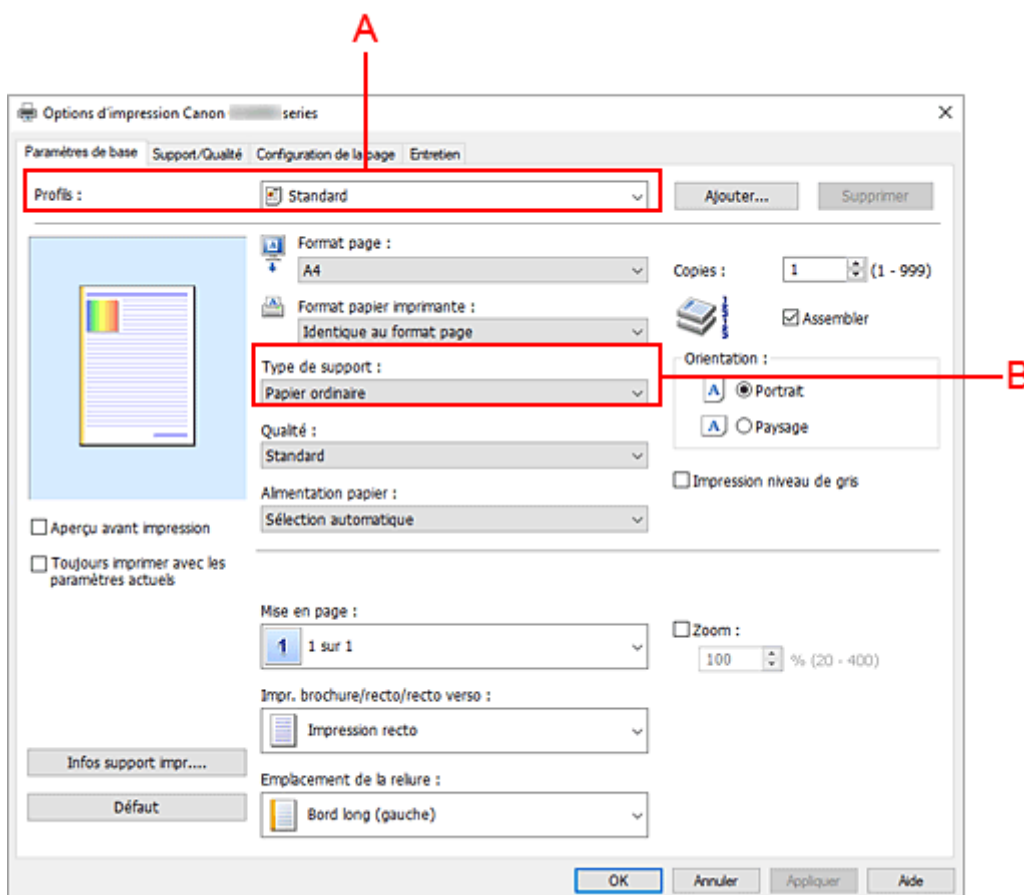 A
Options d'impression Canon series
Paramètres de base Support/Qualité Configuration de la page Entretien
Profils : Standard Ajouter... Supprimer
Format page :
A4
Copies : 1 (1 - 999)
Format papier imprimante :
Identique au format page
Assembler
Type de support :
Papier ordinaire
B
Orientation :
A Portrait
A Paysage
Qualité :
Standard
Impression niveau de gris
Alimentation papier :
Sélection automatique
Aperçu avant impression
Toujours imprimer avec les
paramètres actuels
Mise en page :
1 1 sur 1
Zoom :
100 % (20 - 400)
Impr. brochure/recto/recto verso :
Impression recto
Infos support impr....
Emplacement de la reliure :
Défaut
Bord long (gauche)
OK Annuler Appliquer Aide